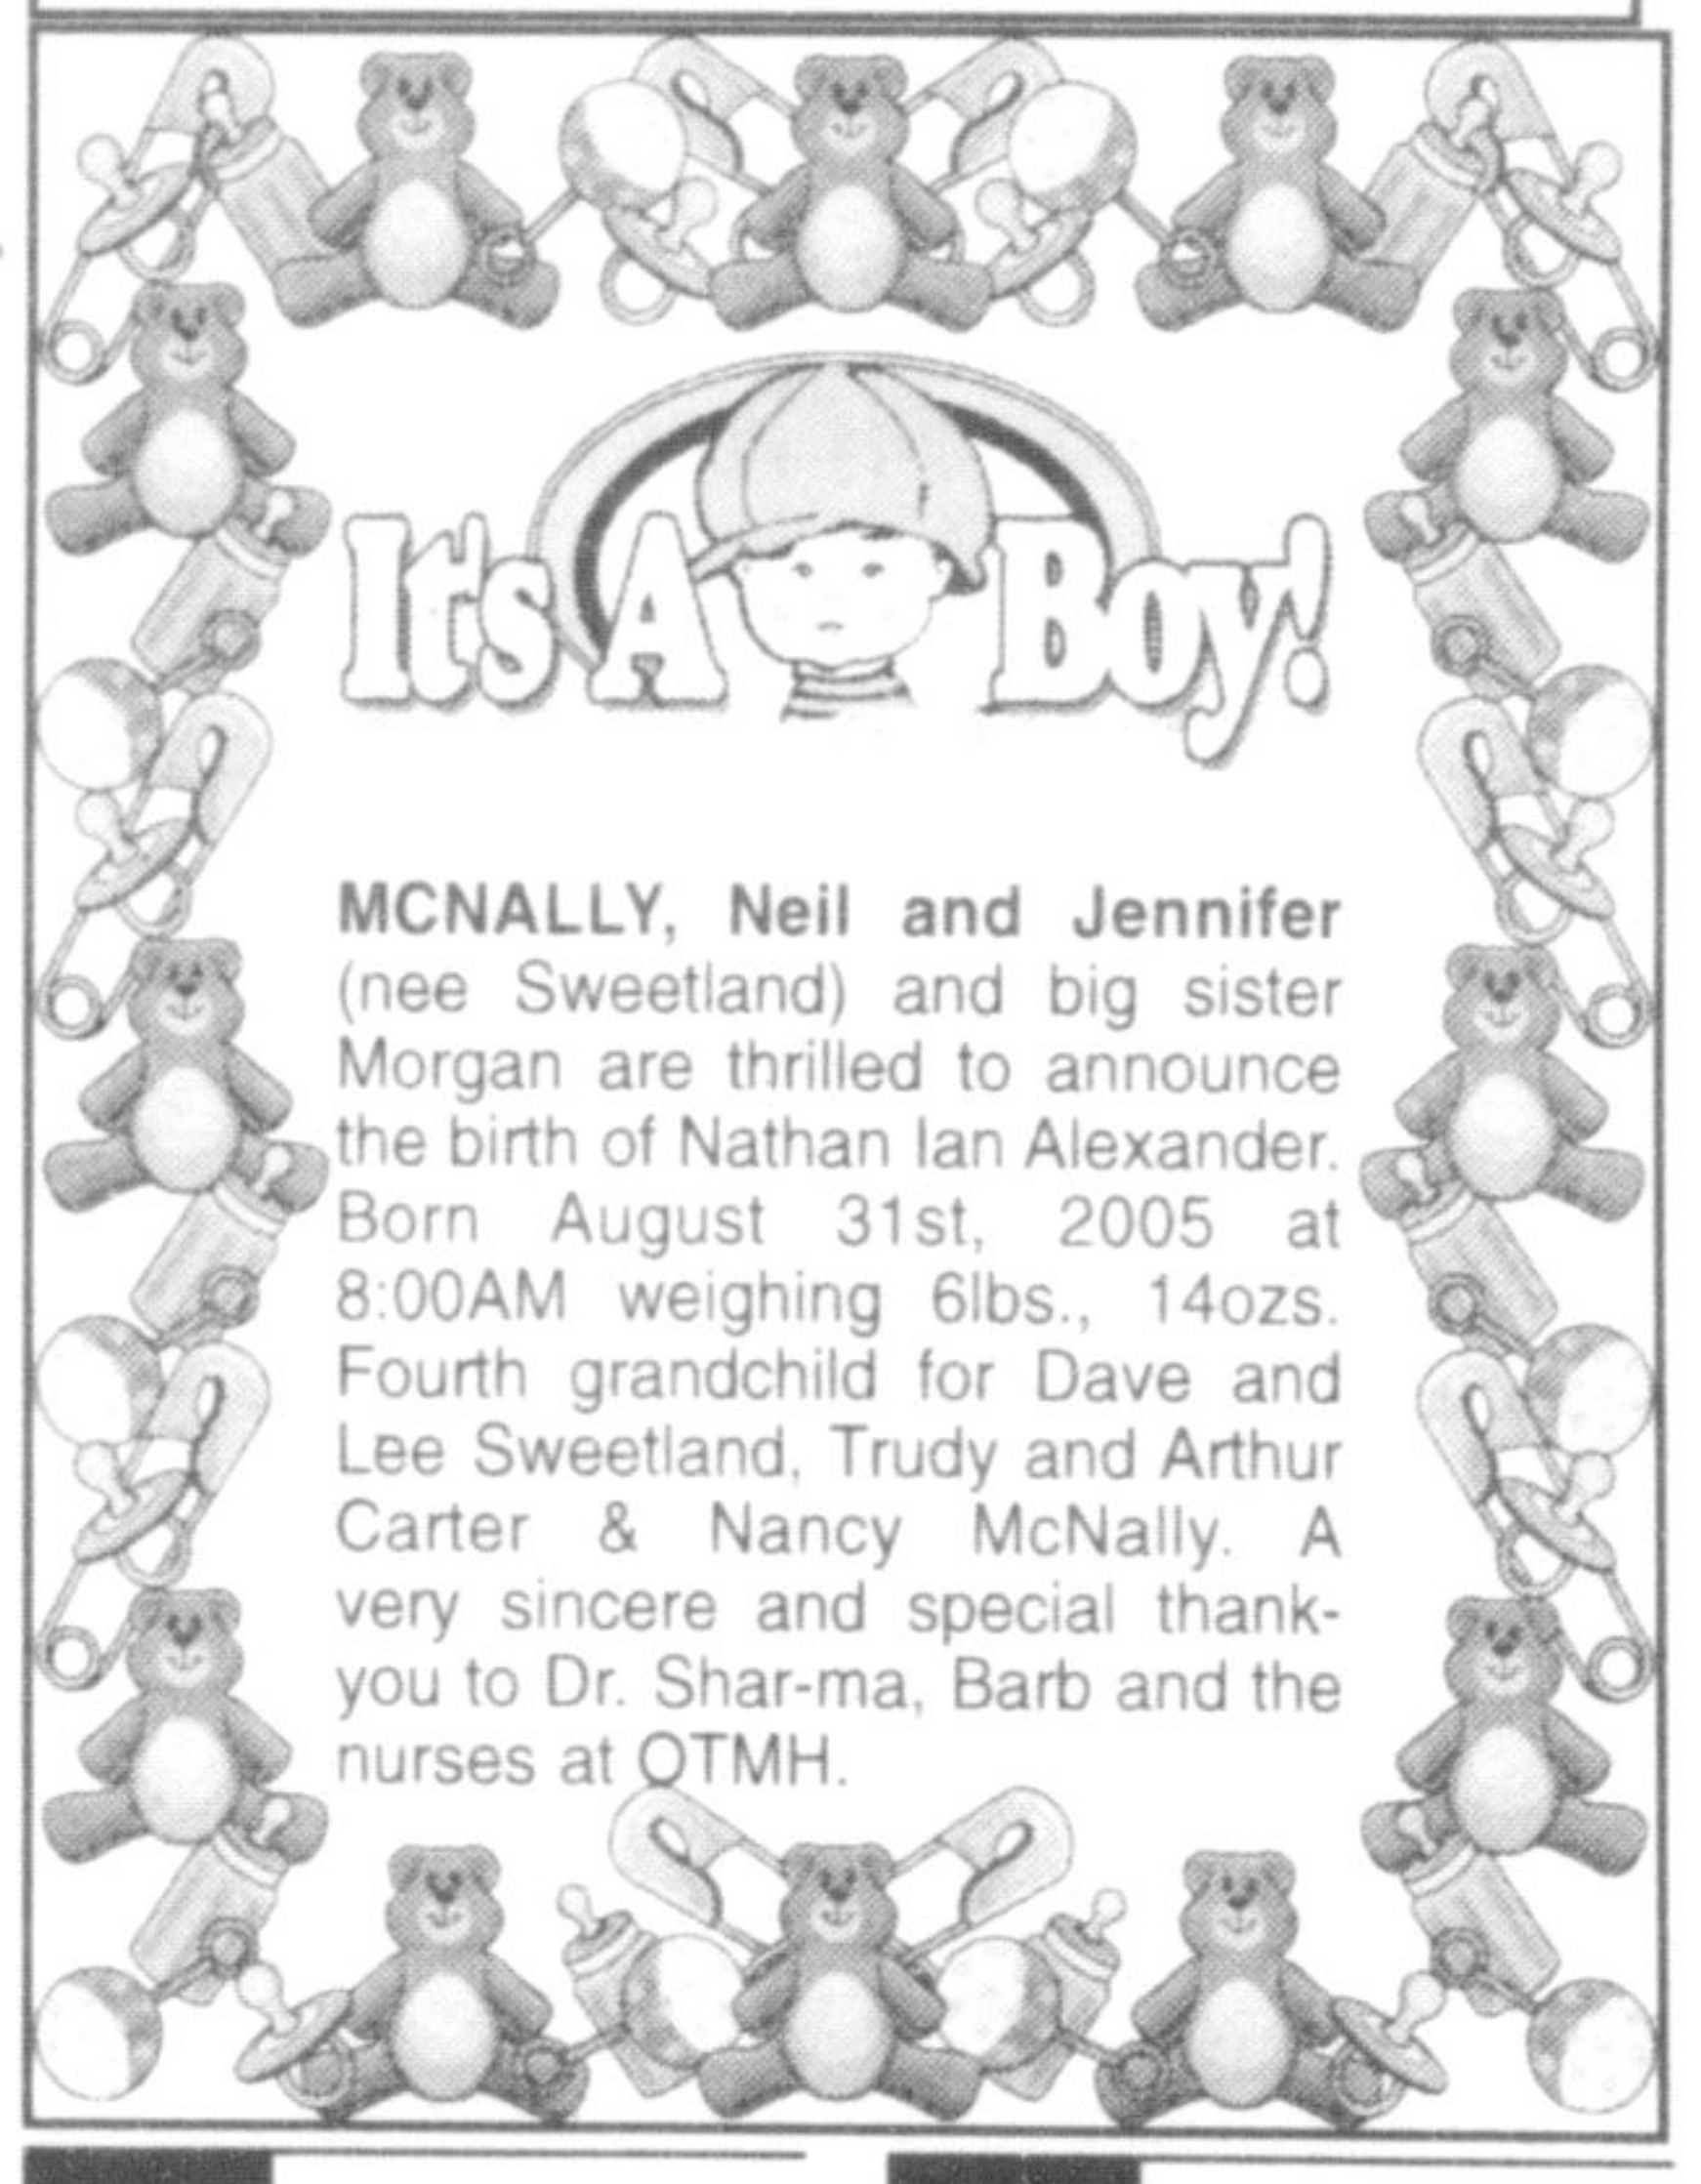 It's A Boy!
MCNALLY, Neil and Jennifer
(nee Sweetland) and big sister
Morgan are thrilled to announce
the birth of Nathan Ian Alexander.
Born August 31st, 2005 at
8:00AM weighing 6lbs., 14ozs.
Fourth grandchild for Dave and
Lee Sweetland, Trudy and Arthur
Carter & Nancy McNally. A
very sincere and special thank-
you to Dr. Shar-ma, Barb and the
nurses at OTMH.